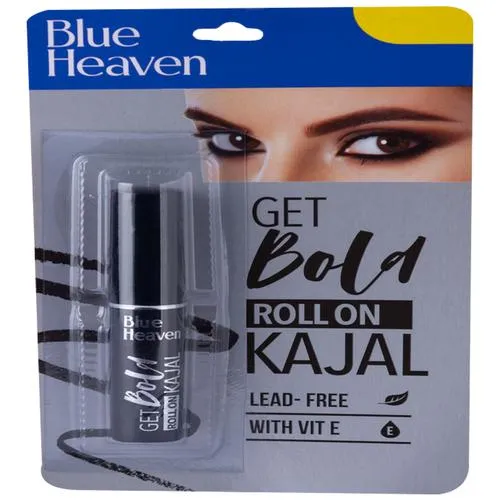 Blue
Heaven
GET
Bold
ROLL ON
KAJAL
LEAD- FREE
WITH VIT E
E
Blue
Heaven
GET Bold
ROLL ON
KAJAL